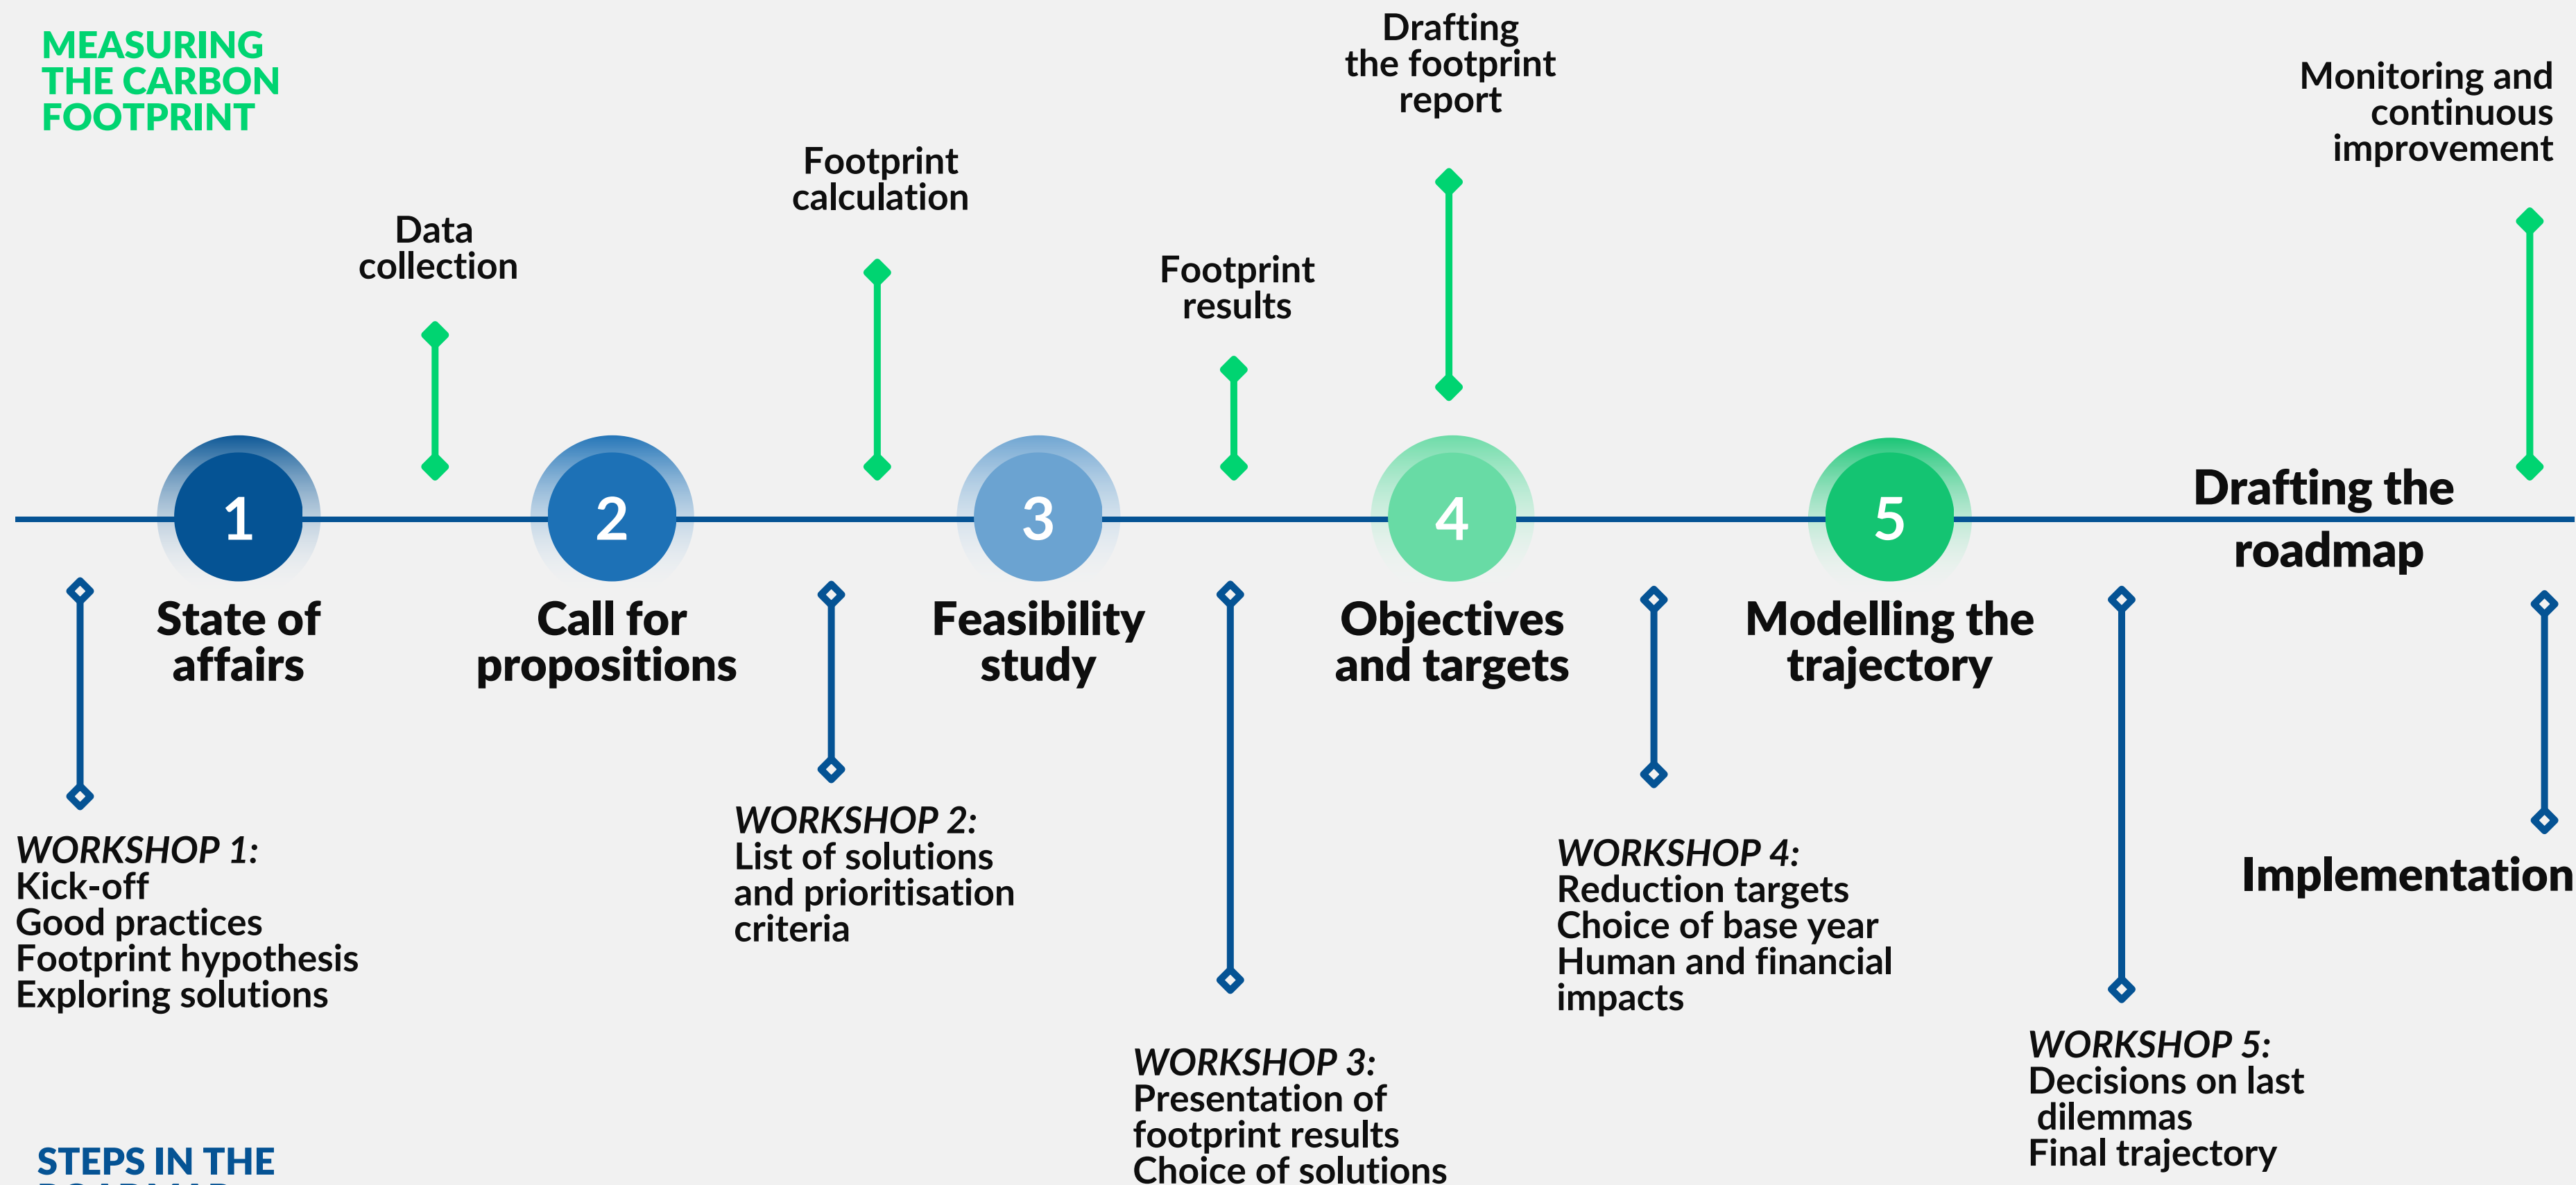 MEASURING
THE CARBON
FOOTPRINT
Data
collection
Footprint
calculation
Footprint
results
Drafting
the footprint
report
Monitoring and
continuous
improvement
1
2
3
4
5
State of
affairs
Call for
propositions
Feasibility
study
Objectives
and targets
Modelling the
trajectory
Drafting the
roadmap
WORKSHOP 1:
Kick-off
Good practices
Footprint hypothesis
Exploring solutions
WORKSHOP 2:
List of solutions
and prioritisation
criteria
WORKSHOP 3:
Presentation of
footprint results
Choice of solutions
WORKSHOP 4:
Reduction targets
Choice of base year
Human and financial
impacts
WORKSHOP 5:
Decisions on last
dilemmas
Final trajectory
Implementation
STEPS IN THE